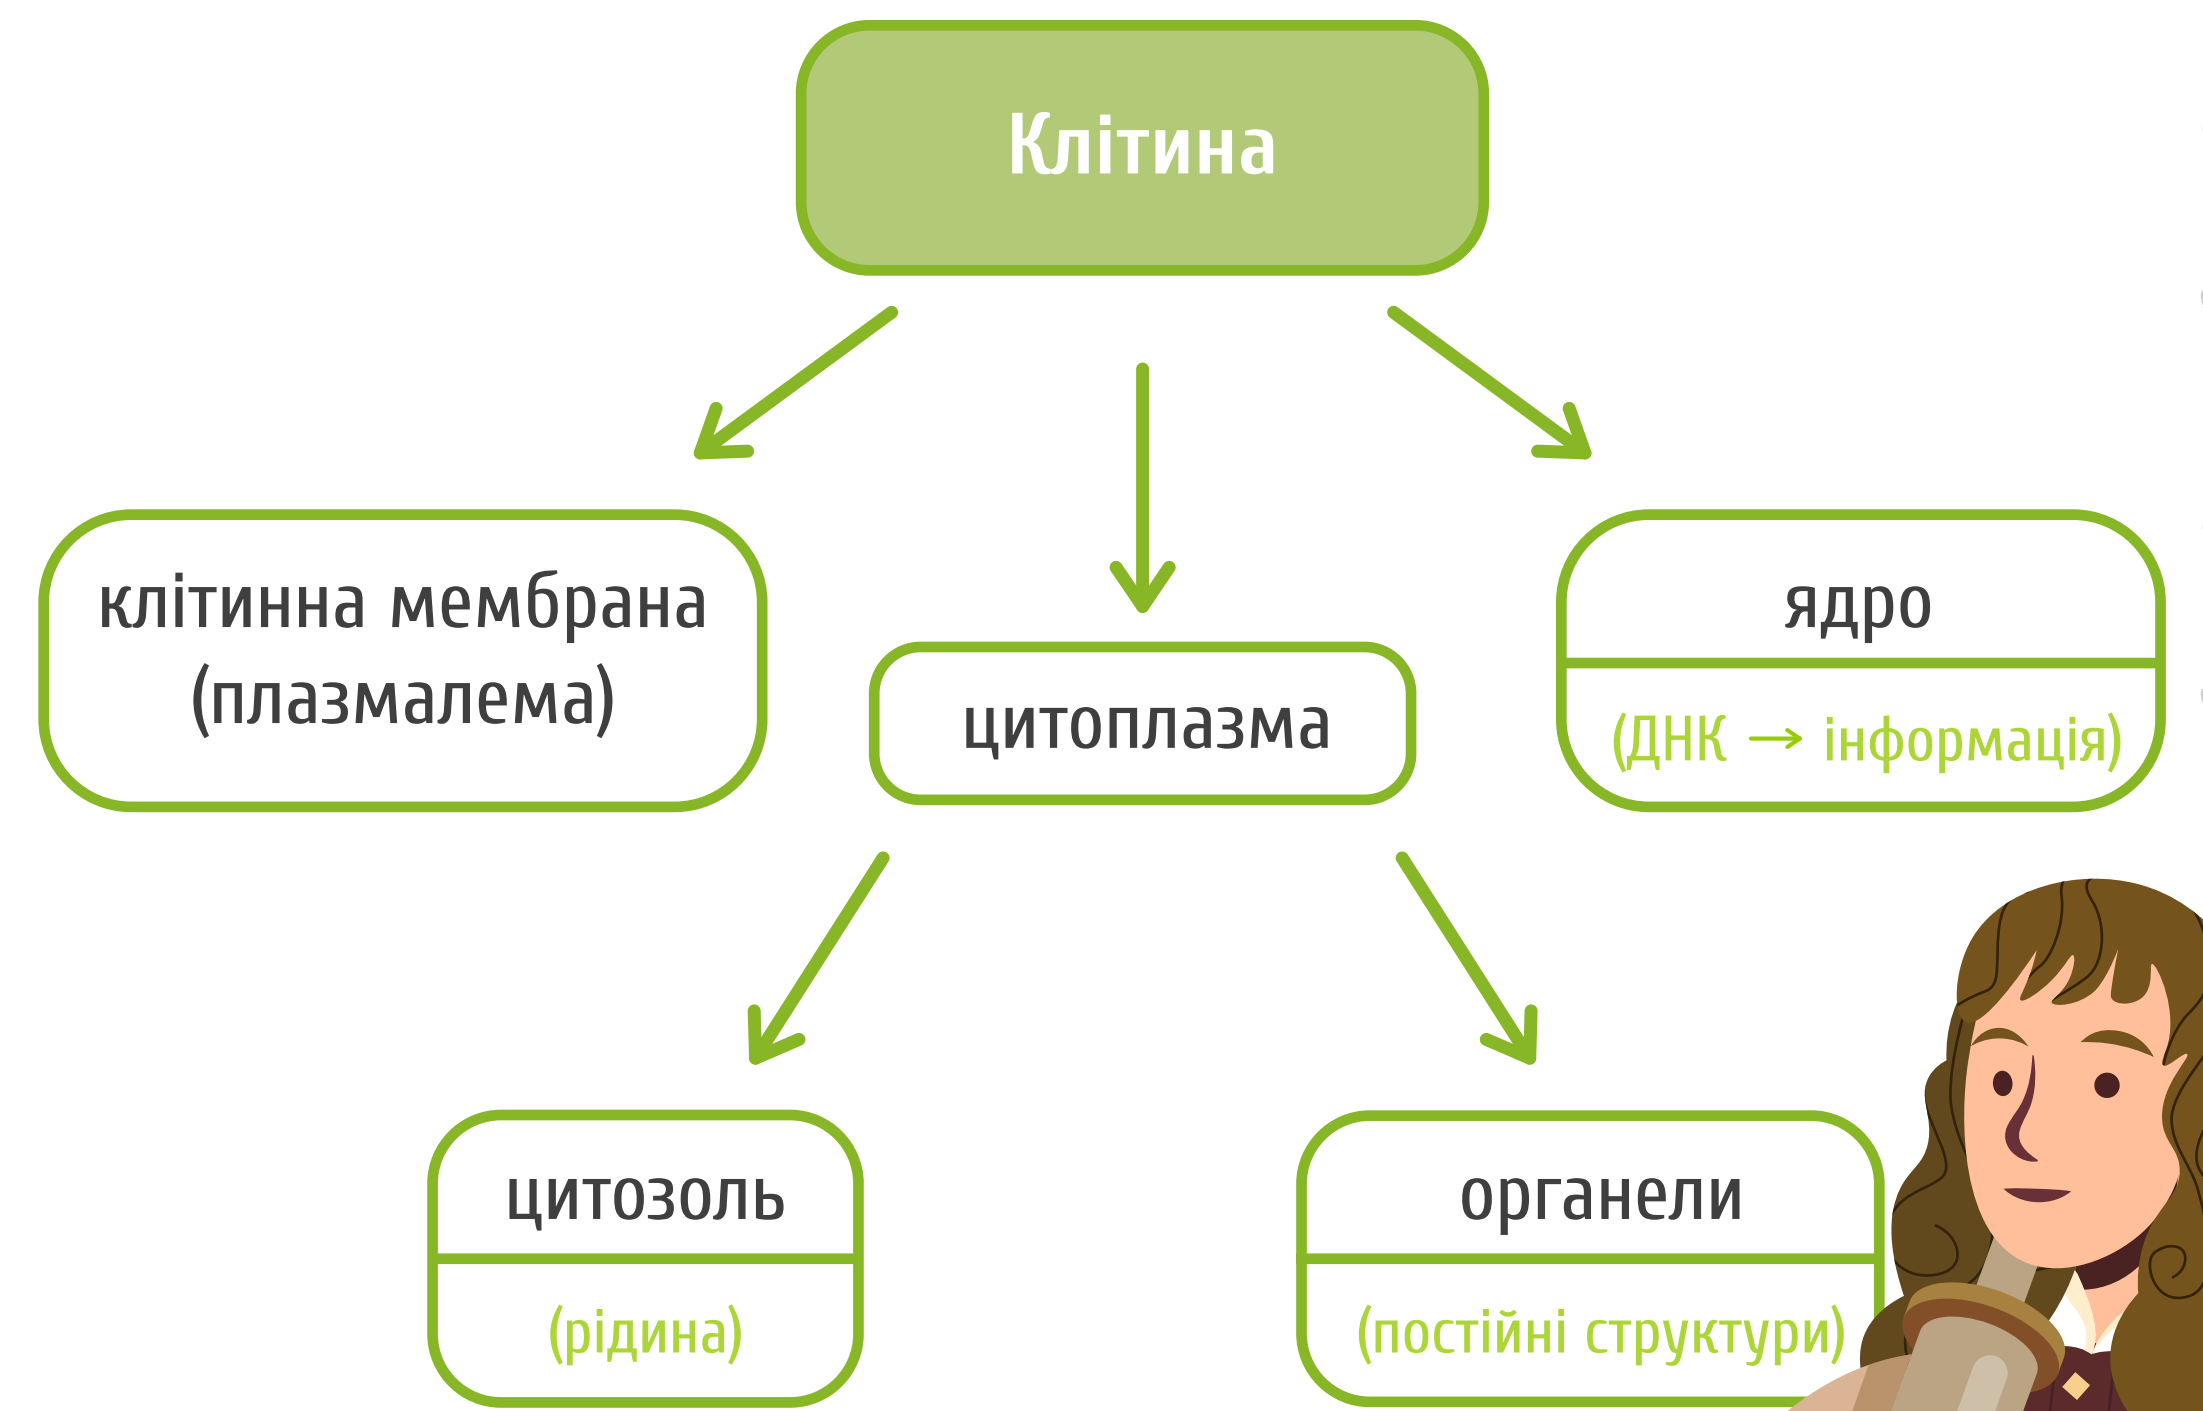 Клітина
клітинна мембрана
(плазмалема)
цитоплазма
ядро
(ДНК → інформація)
цитозоль
(рідина)
органели
(постійні структури)